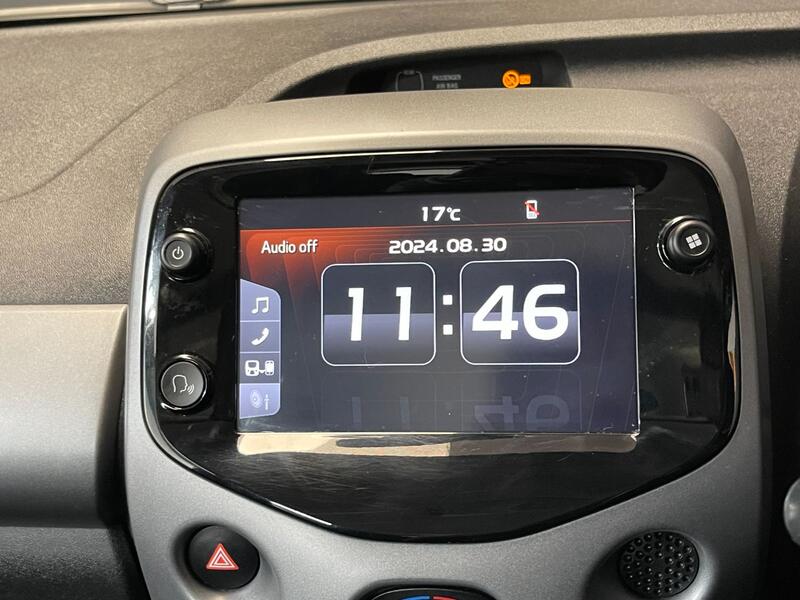 PASSENGER
AIR BAG
17°C
Audio off
2024.08.30
11:46